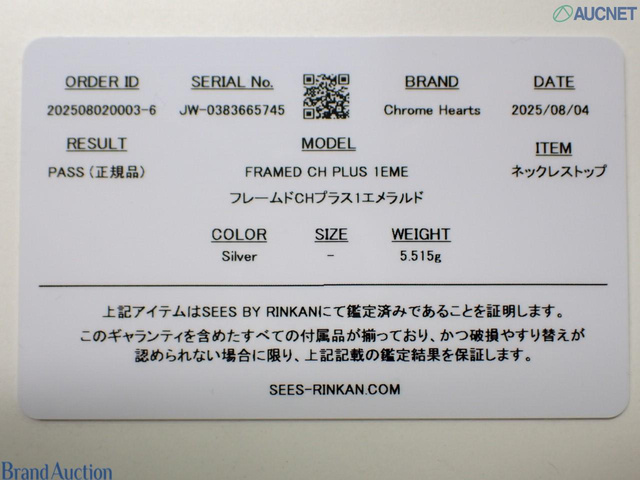 AUCNET
ORDER ID SERIAL No. BRAND DATE
202508020003-6 JW-0383665745 Chrome Hearts 2025/08/04
RESULT MODEL ITEM
PASS (正規品) FRAMED CH PLUS 1EME ネックレストップ
フレームドCHプラス1エメラルド
COLOR SIZE WEIGHT
Silver - 5.515g
上記アイテムはSEES BY RINKANにて鑑定済みであることを証明します。
このギャランティを含めたすべての付属品が揃っており、かつ破損やすり替えが
認められない場合に限り、上記記載の鑑定結果を保証します。
SEES-RINKAN.COM
Brand Auction